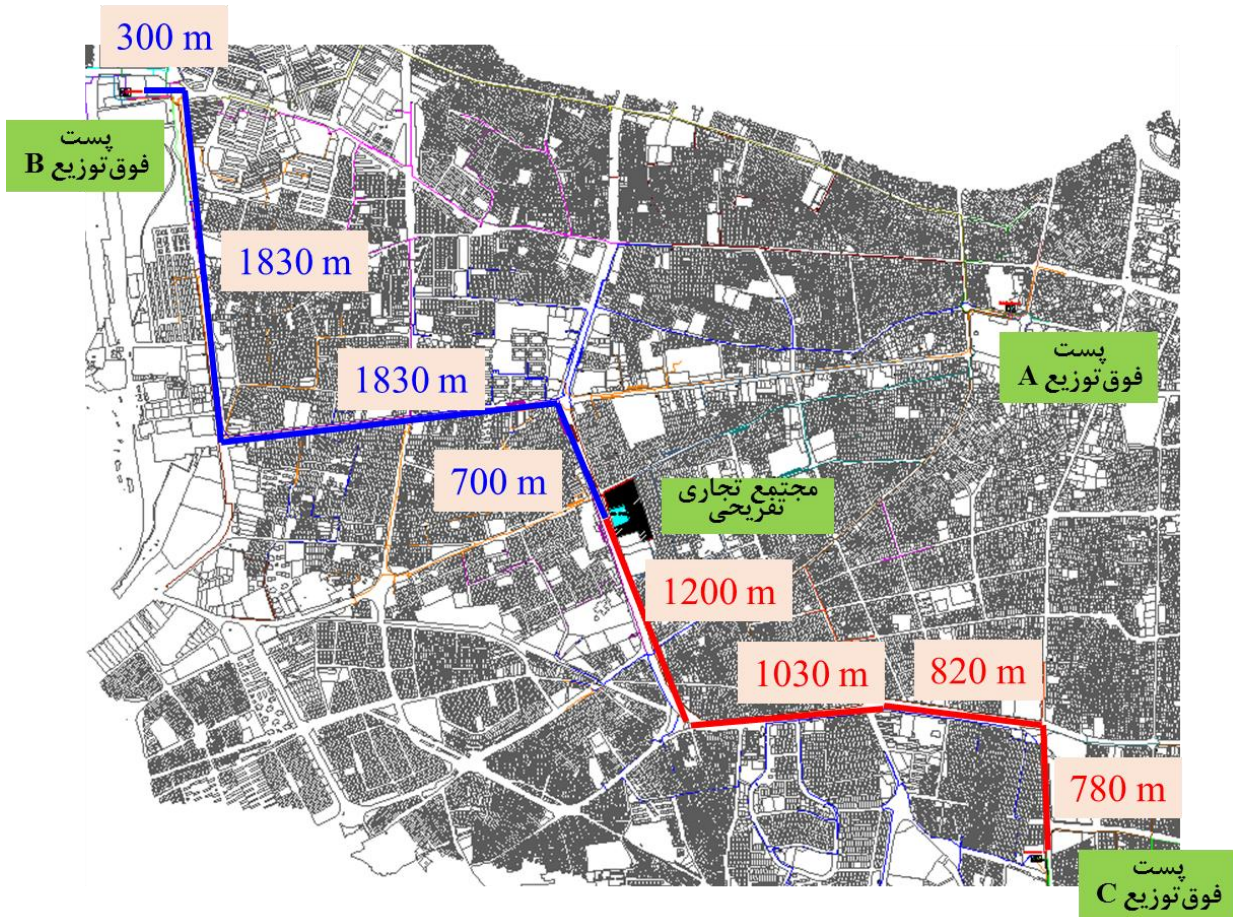 300 m
پست
فوق‌توزیع B
1830 m
1830 m
پست
فوق‌توزیع A
700 m
مجتمع تجاری
تفریحی
1200 m
1030 m
820 m
780 m
پست
فوق‌توزیع C